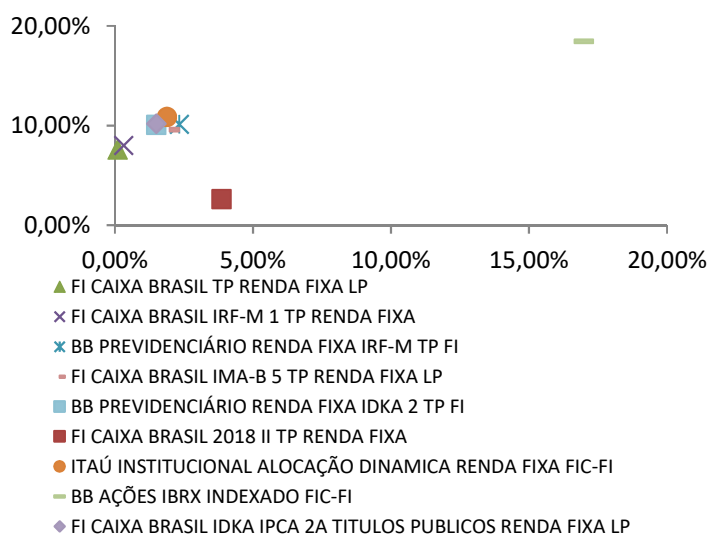 20,00%
10,00%
0,00%
0,00% 5,00% 10,00% 15,00% 20,00%
FI CAIXA BRASIL TP RENDA FIXA LP
FI CAIXA BRASIL IRF-M 1 TP RENDA FIXA
BB PREVIDENCIÁRIO RENDA FIXA IRF-M TP FI
FI CAIXA BRASIL IMA-B 5 TP RENDA FIXA LP
BB PREVIDENCIÁRIO RENDA FIXA IDKA 2 TP FI
FI CAIXA BRASIL 2018 II TP RENDA FIXA
ITAÚ INSTITUCIONAL ALOCAÇÃO DINAMICA RENDA FIXA FIC-FI
BB AÇÕES IBRX INDEXADO FIC-FI
FI CAIXA BRASIL IDKA IPCA 2A TITULOS PUBLICOS RENDA FIXA LP